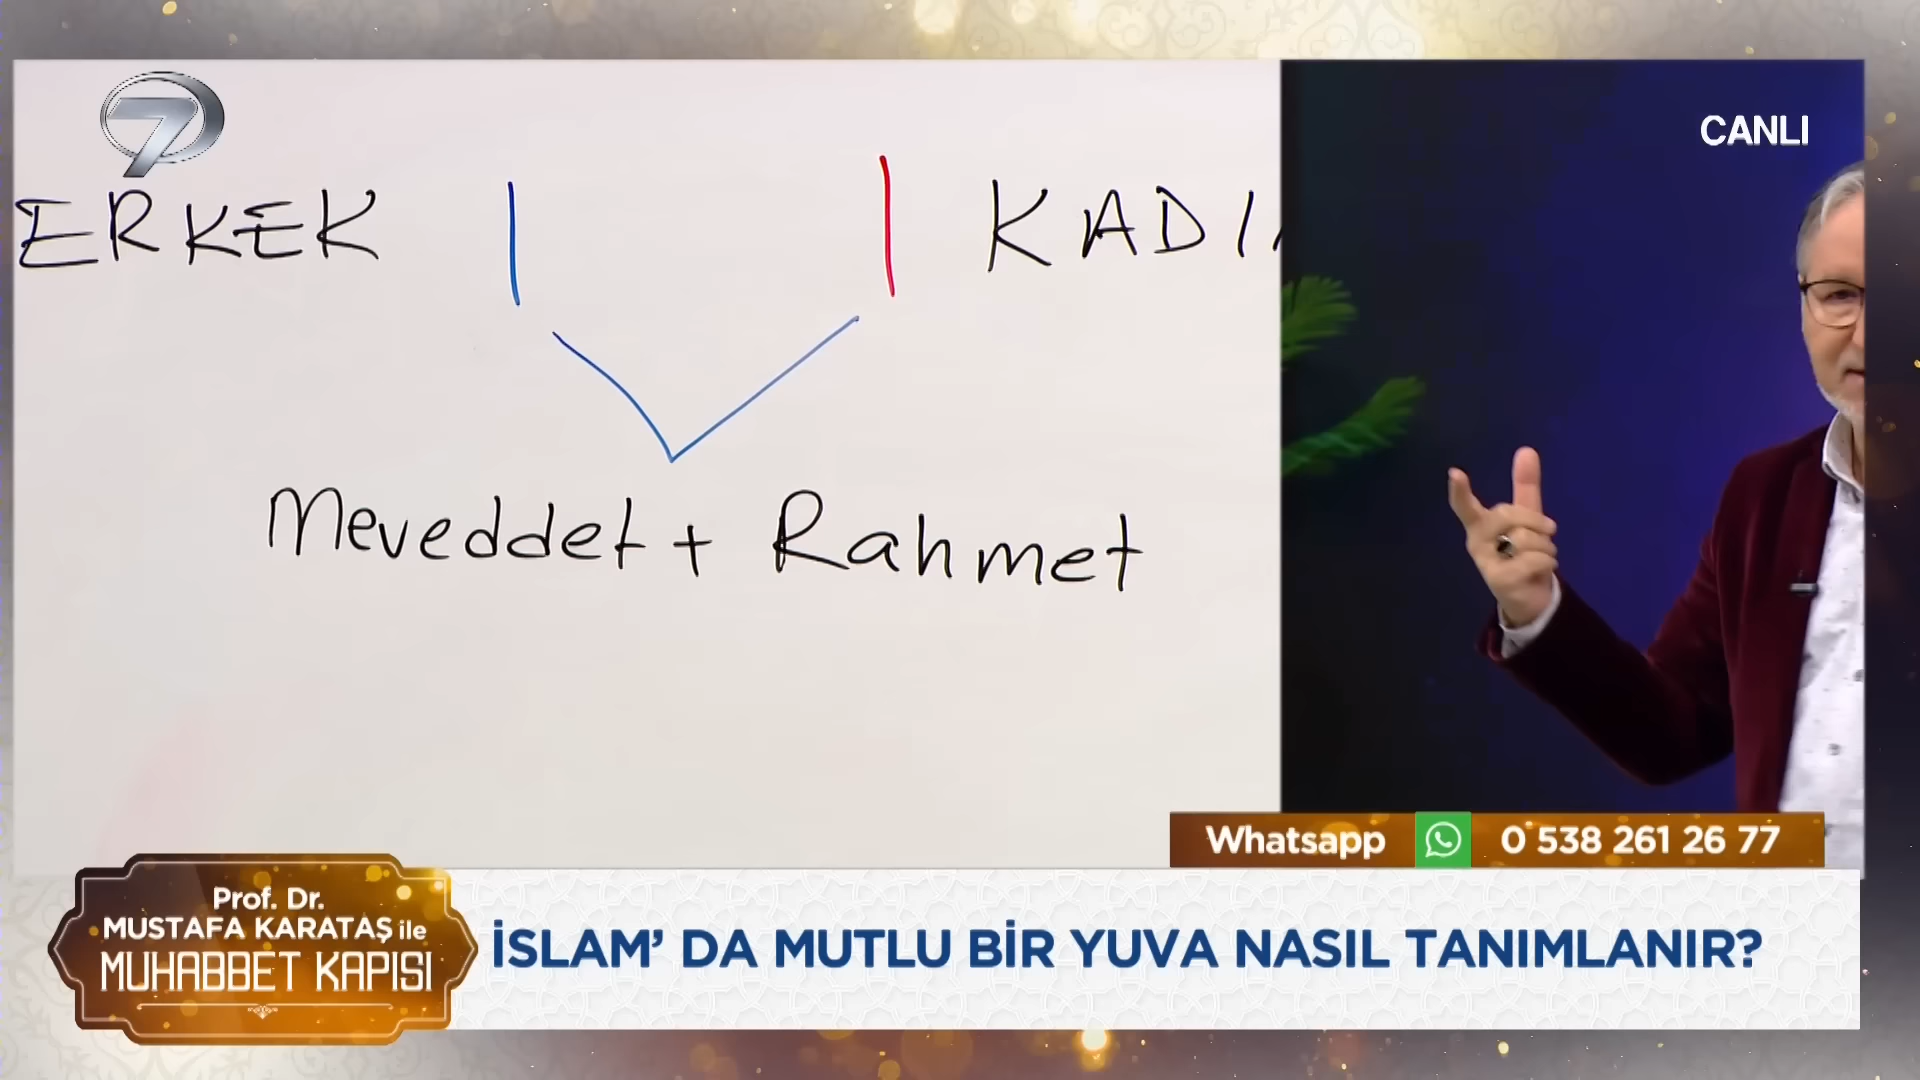 7
CANLI
ERKEK KADI
Meveddet + Rahmet
Whatsapp 0 538 261 26 77
Prof. Dr.
MUSTAFA KARATAŞ ile
MUHABBET KAPISI
İSLAM' DA MUTLU BİR YUVA NASIL TANIMLANIR?